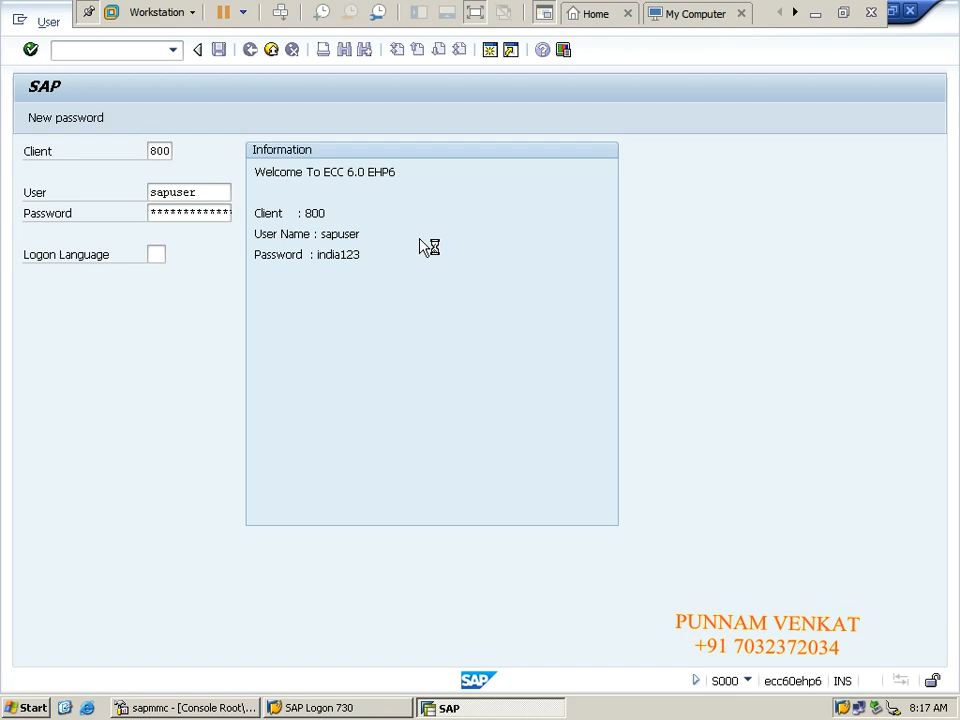 User
Workstation
Home
My Computer
SAP
New password
Client 800
User sapuser
Password *************
Logon Language
Information
Welcome To ECC 6.0 EHP6
Client : 800
User Name : sapuser
Password : india123
PUNNAM VENKAT
+91 7032372034
SAP
S000 ecc60ehp6 INS
Start
sapmmc - [Console Root\...
SAP Logon 730
SAP
8:17 AM